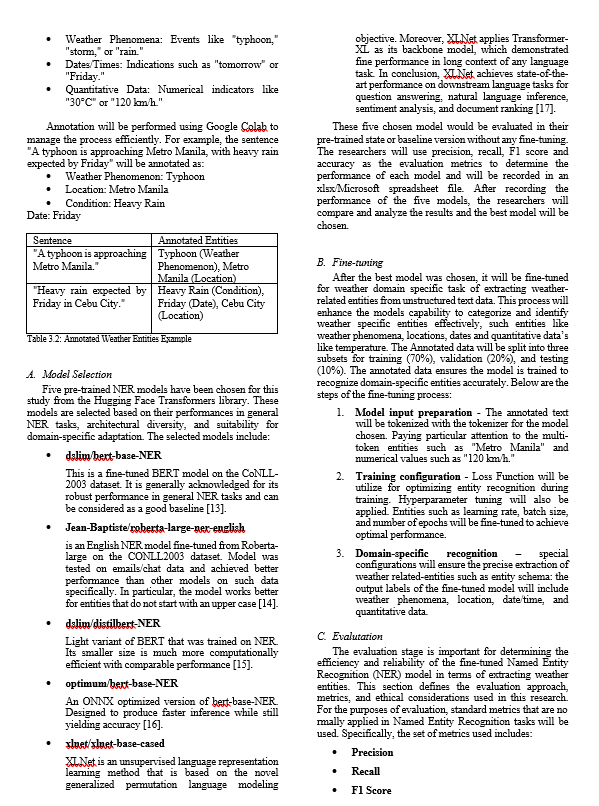 • Weather Phenomena: Events like "typhoon,"
"storm," or "rain."
• Dates/Times: Indications such as "tomorrow" or
"Friday."
• Quantitative Data: Numerical indicators like
"30°C" or "120 km/h."
Annotation will be performed using Google Colab to
manage the process efficiently. For example, the sentence
"A typhoon is approaching Metro Manila, with heavy rain
expected by Friday" will be annotated as:
• Weather Phenomenon: Typhoon
• Location: Metro Manila
• Condition: Heavy Rain
Date: Friday
Sentence Annotated Entities
"A typhoon is approaching Typhoon (Weather
Metro Manila." Phenomenon), Metro
Manila (Location)
"Heavy rain expected by Heavy Rain (Condition),
Friday in Cebu City." Friday (Date), Cebu City
(Location)
Table 3.2: Annotated Weather Entities Example
A. Model Selection
Five pre-trained NER models have been chosen for this
study from the Hugging Face Transformers library. These
models are selected based on their performances in general
NER tasks, architectural diversity, and suitability for
domain-specific adaptation. The selected models include:
• dslim/bert-base-NER
This is a fine-tuned BERT model on the CoNLL-
2003 dataset. It is generally acknowledged for its
robust performance in general NER tasks and can
be considered as a good baseline [13].
• Jean-Baptiste/roberta-large-ner-english
is an English NER model fine-tuned from Roberta-
large on the CONLL2003 dataset. Model was
tested on emails/chat data and achieved better
performance than other models on such data
specifically. In particular, the model works better
for entities that do not start with an upper case [14].
• dslim/distilbert-NER
Light variant of BERT that was trained on NER.
Its smaller size is much more computationally
efficient with comparable performance [15].
• optimum/bert-base-NER
An ONNX optimized version of bert-base-NER.
Designed to produce faster inference while still
yielding accuracy [16].
• xlnet/xlnet-base-cased
XLNet is an unsupervised language representation
learning method that is based on the novel
generalized permutation language modeling
objective. Moreover, XLNet applies Transformer-
XL as its backbone model, which demonstrated
fine performance in long context of any language
task. In conclusion, XLNet achieves state-of-the-
art performance on downstream language tasks for
question answering, natural language inference,
sentiment analysis, and document ranking [17].
These five chosen model would be evaluated in their
pre-trained state or baseline version without any fine-tuning.
The researchers will use precision, recall, F1 score and
accuracy as the evaluation metrics to determine the
performance of each model and will be recorded in an
xlsx/Microsoft spreadsheet file. After recording the
performance of the five models, the researchers will
compare and analyze the results and the best model will be
chosen.
B. Fine-tuning
After the best model was chosen, it will be fine-tuned
for weather domain specific task of extracting weather-
related entities from unstructured text data. This process will
enhance the models capability to categorize and identify
weather specific entities effectively, such entities like
weather phenomena, locations, dates and quantitative data's
like temperature. The Annotated data will be split into three
subsets for training (70%), validation (20%), and testing
(10%). The annotated data ensures the model is trained to
recognize domain-specific entities accurately. Below are the
steps of the fine-tuning process:
1. Model input preparation - The annotated text
will be tokenized with the tokenizer for the model
chosen. Paying particular attention to the multi-
token entities such as "Metro Manila" and
numerical values such as "120 km/h."
2. Training configuration - Loss Function will be
utilize for optimizing entity recognition during
training. Hyperparameter tuning will also be
applied. Entities such as learning rate, batch size,
and number of epochs will be fine-tuned to achieve
optimal performance.
3. Domain-specific recognition – special
configurations will ensure the precise extraction of
weather related-entities such as entity schema: the
output labels of the fine-tuned model will include
weather phenomena, location, date/time, and
quantitative data.
C. Evalutation
The evaluation stage is important for determining the
efficiency and reliability of the fine-tuned Named Entity
Recognition (NER) model in terms of extracting weather
entities. This section defines the evaluation approach,
metrics, and ethical considerations used in this research.
For the purposes of evaluation, standard metrics that are no
rmally applied in Named Entity Recognition tasks will be
used. Specifically, the set of metrics used includes:
• Precision
• Recall
• F1 Score